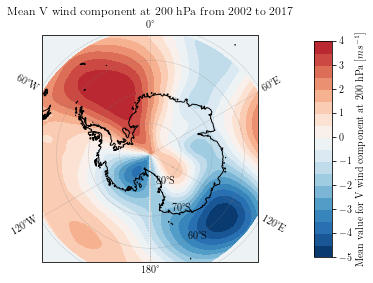 Mean V wind component at 200 hPa from 2002 to 2017
0°
60°W
60°E
120°W
120°E
180°
80°S
70°S
60°S
4
3
2
1
0
−1
−2
−3
−4
−5
Mean value for V wind component at 200 hPa [ms⁻¹]